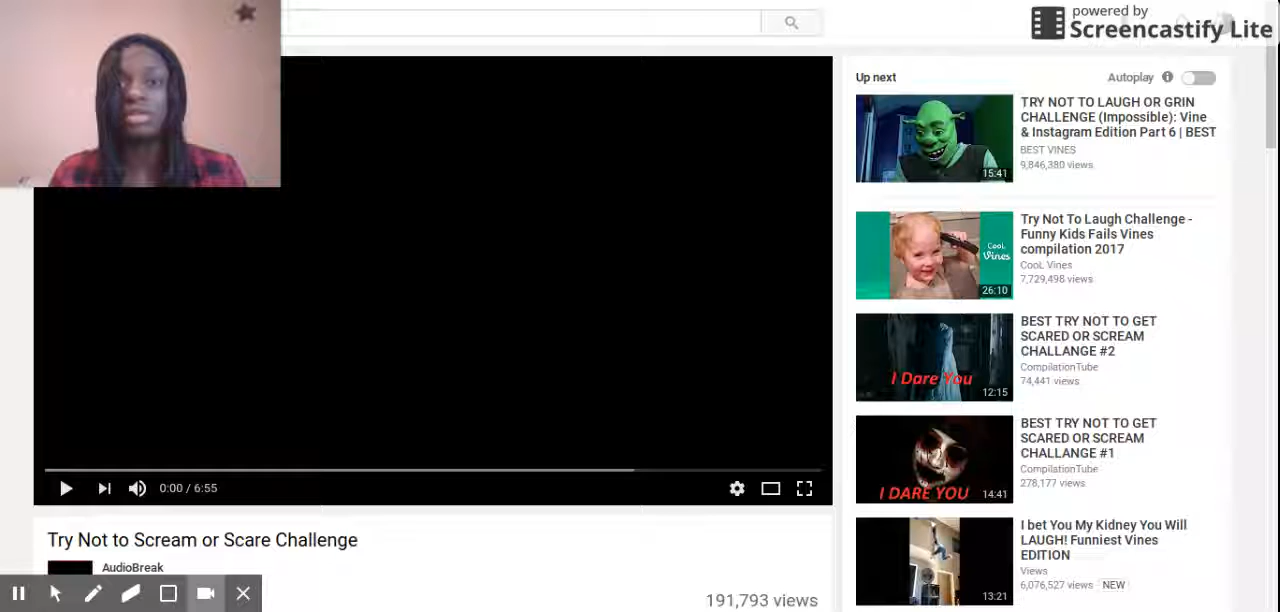 powered by
Screencastify Lite
Up next
Autoplay
TRY NOT TO LAUGH OR GRIN
CHALLENGE (Impossible): Vine
& Instagram Edition Part 6 | BEST
BEST VINES
9,846,380 views
15:41
Try Not To Laugh Challenge -
Funny Kids Fails Vines
compilation 2017
CooL Vines
7,729,498 views
CooL
Vines
26:10
BEST TRY NOT TO GET
SCARED OR SCREAM
CHALLANGE #2
CompilationTube
74,441 views
I Dare You
12:15
BEST TRY NOT TO GET
SCARED OR SCREAM
CHALLANGE #1
CompilationTube
278,177 views
I DARE YOU
14:41
I bet You My Kidney You Will
LAUGH! Funniest Vines
EDITION
Views
6,076,527 views NEW
13:21
0:00 / 6:55
Try Not to Scream or Scare Challenge
AudioBreak
191,793 views